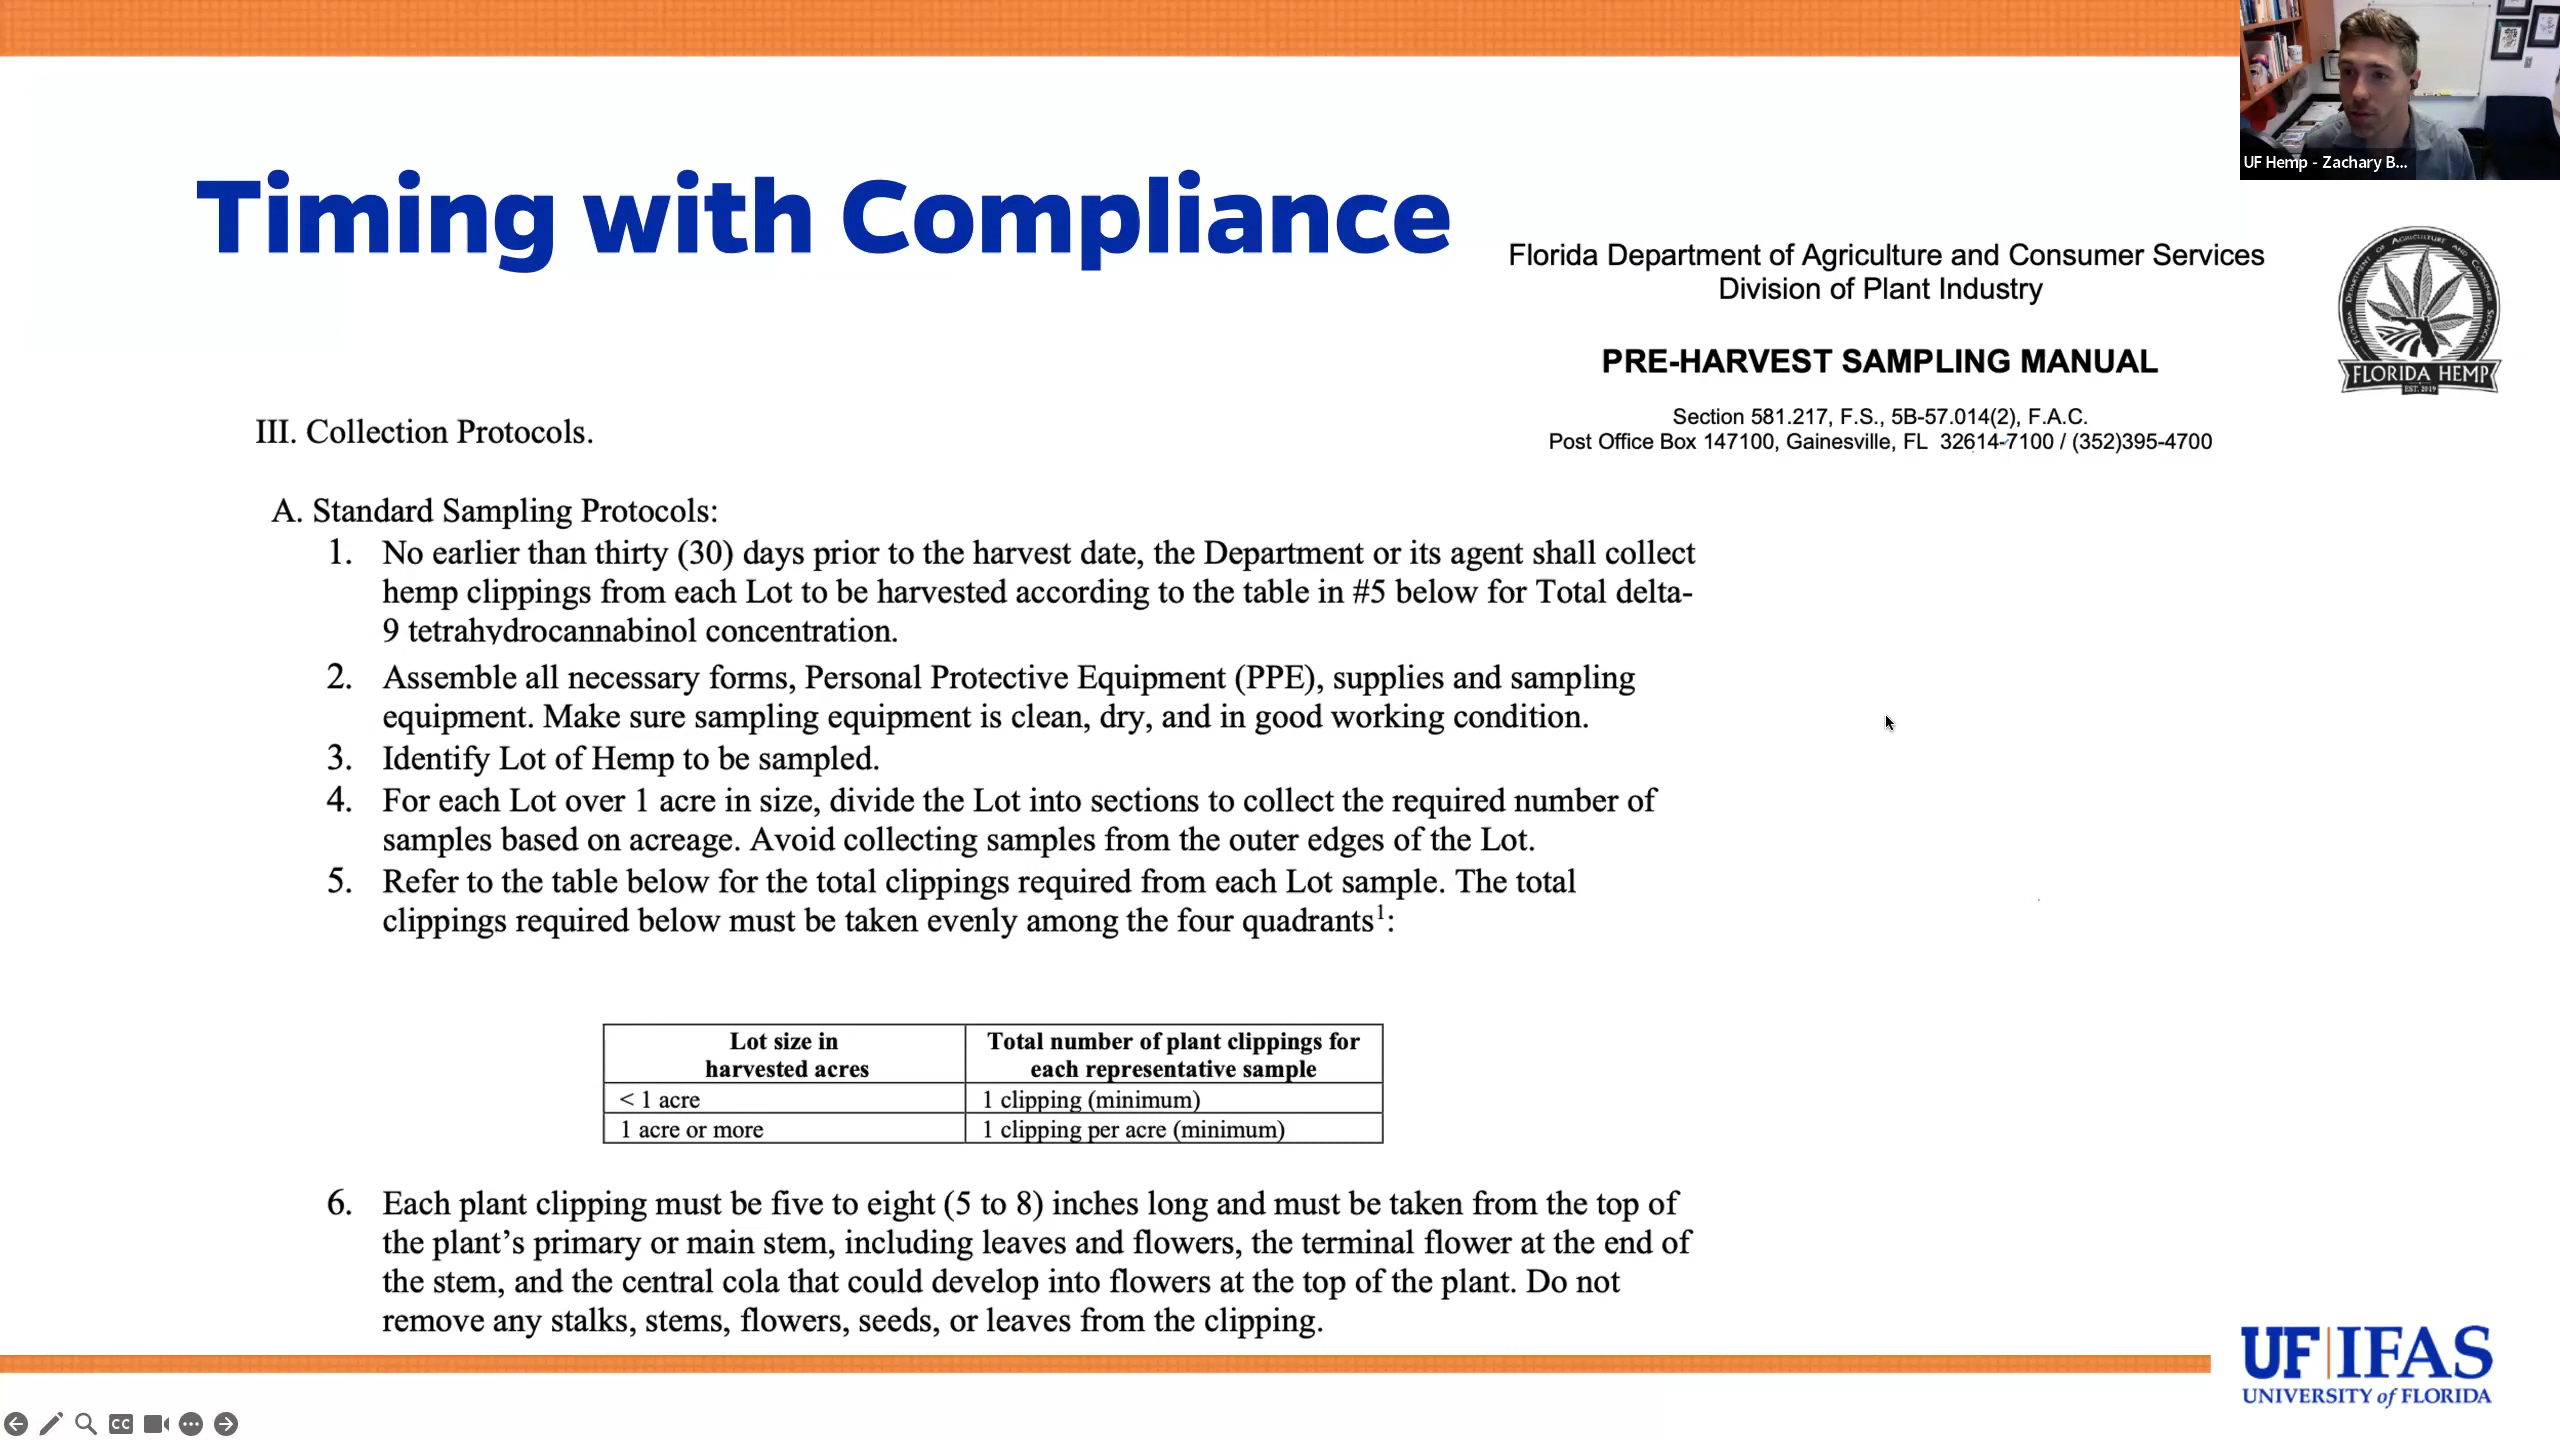 UF Hemp - Zachary B...
Timing with Compliance
Florida Department of Agriculture and Consumer Services
Division of Plant Industry
PRE-HARVEST SAMPLING MANUAL
Section 581.217, F.S., 5B-57.014(2), F.A.C.
Post Office Box 147100, Gainesville, FL 32614-7100 / (352)395-4700
DEPARTMENT OF AGRICULTURE AND CONSUMER SERVICES
FLORIDA HEMP
EST. 2019
III. Collection Protocols.
A. Standard Sampling Protocols:
1. No earlier than thirty (30) days prior to the harvest date, the Department or its agent shall collect
hemp clippings from each Lot to be harvested according to the table in #5 below for Total delta-
9 tetrahydrocannabinol concentration.
2. Assemble all necessary forms, Personal Protective Equipment (PPE), supplies and sampling
equipment. Make sure sampling equipment is clean, dry, and in good working condition.
3. Identify Lot of Hemp to be sampled.
4. For each Lot over 1 acre in size, divide the Lot into sections to collect the required number of
samples based on acreage. Avoid collecting samples from the outer edges of the Lot.
5. Refer to the table below for the total clippings required from each Lot sample. The total
clippings required below must be taken evenly among the four quadrants¹:
Lot size in
harvested acres
Total number of plant clippings for
each representative sample
< 1 acre
1 clipping (minimum)
1 acre or more
1 clipping per acre (minimum)
6. Each plant clipping must be five to eight (5 to 8) inches long and must be taken from the top of
the plant's primary or main stem, including leaves and flowers, the terminal flower at the end of
the stem, and the central cola that could develop into flowers at the top of the plant. Do not
remove any stalks, stems, flowers, seeds, or leaves from the clipping.
UF|IFAS
UNIVERSITY of FLORIDA
CC